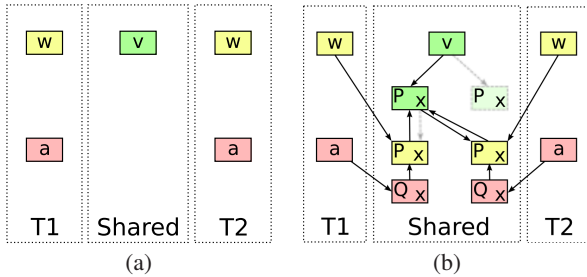 w v w
a a
T1 Shared T2
(a)
w v w
P x P x
a P x P x a
Q x Q x
T1 Shared T2
(b)